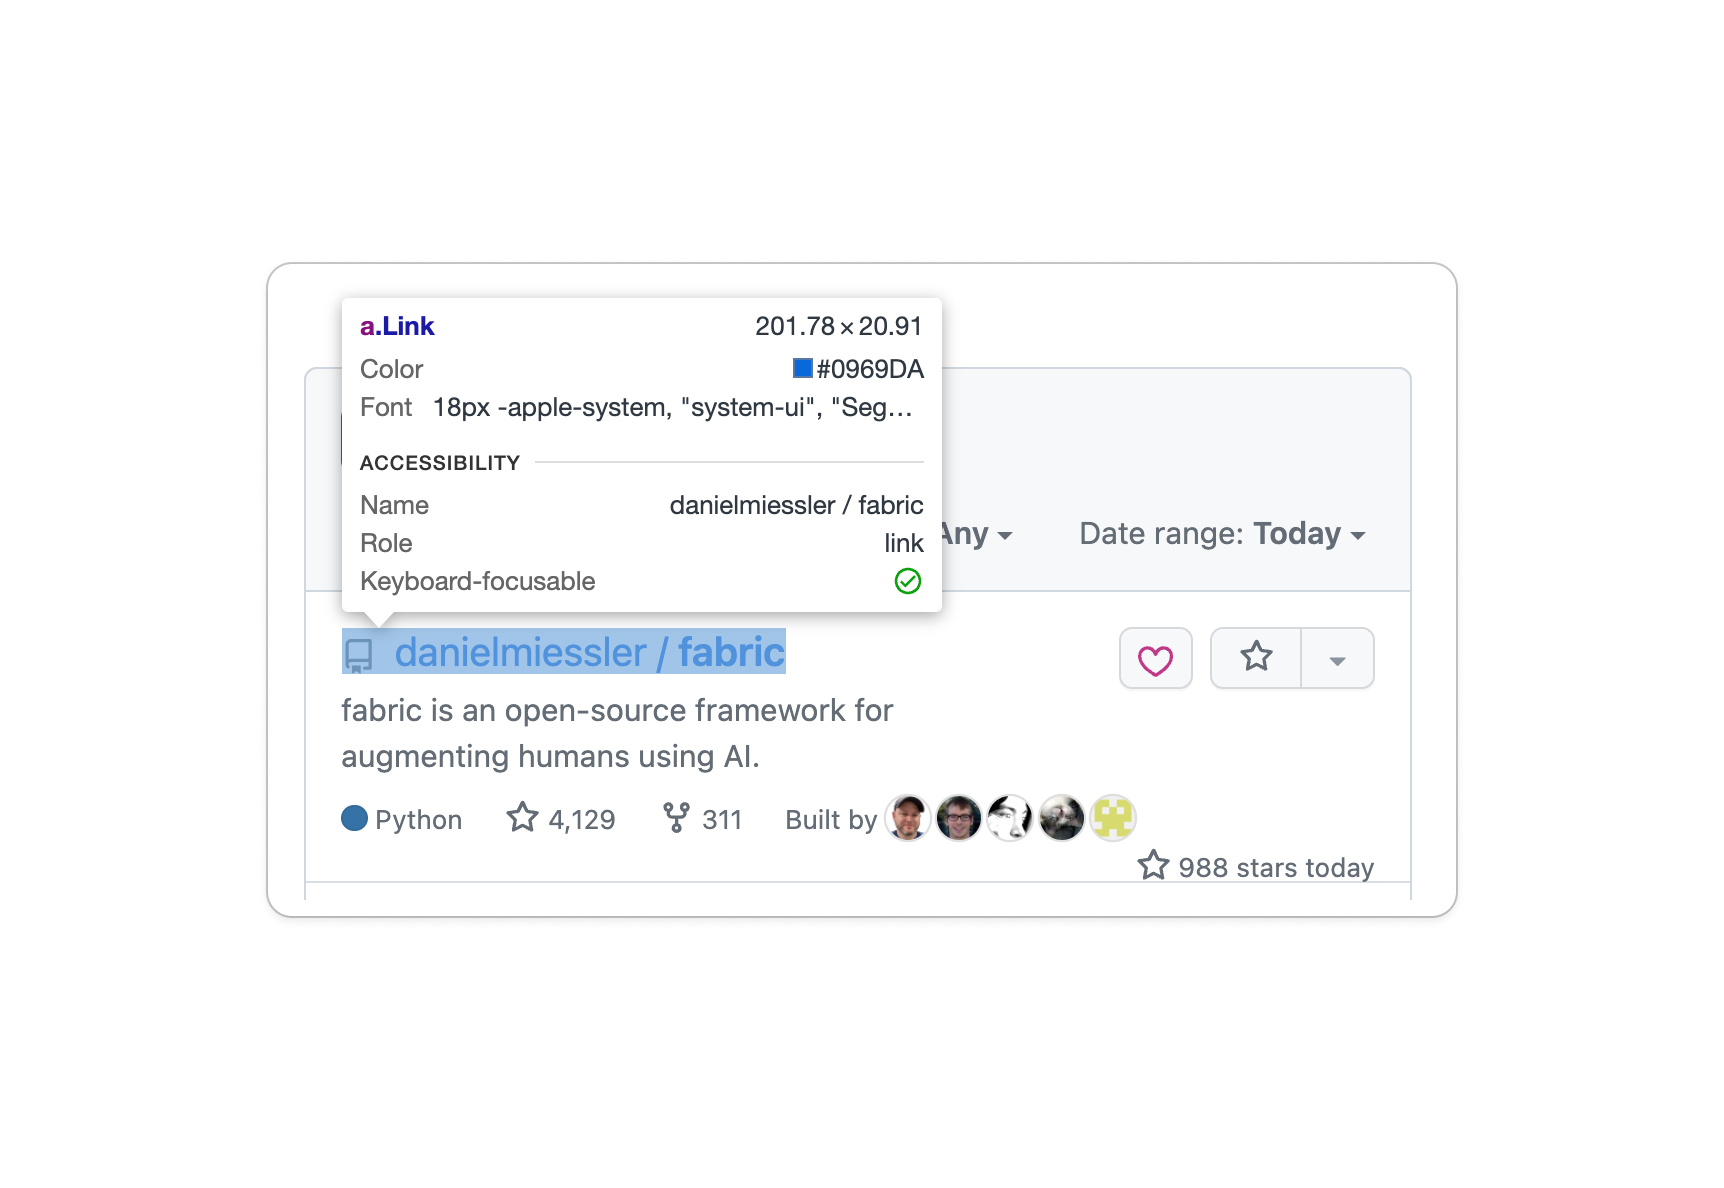 a.Link 201.78 × 20.91
Color #0969DA
Font 18px -apple-system, "system-ui", "Seg…
ACCESSIBILITY
Name danielmiessler / fabric
Role link
Keyboard-focusable
Any Date range: Today
danielmiessler / fabric
fabric is an open-source framework for
augmenting humans using AI.
Python 4,129 311 Built by
988 stars today